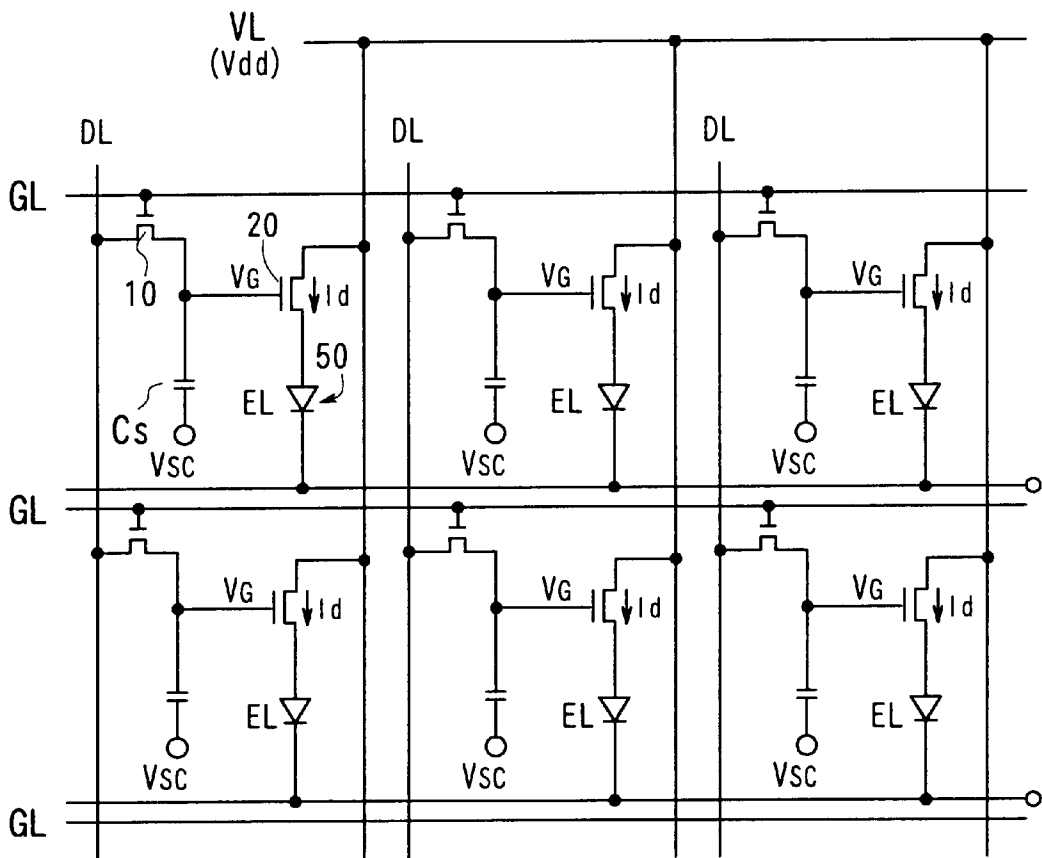 VL
(Vdd)
DL DL DL
GL
20
10 VG Id VG Id VG Id
50
Cs EL EL EL
VSC VSC VSC
GL
VG Id VG Id VG Id
EL EL EL
VSC VSC VSC
GL